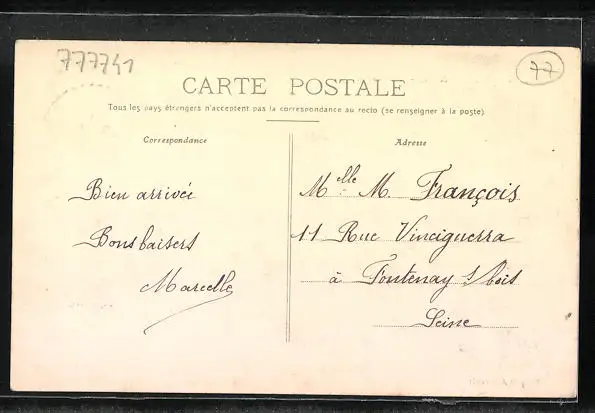 777741
77
CARTE POSTALE
Tous les pays étrangers n'acceptent pas la correspondance au recto (se renseigner à la poste)
Correspondance
Adresse
Bien arrivée
Bons baisers
Marcelle
Melle M. François
11 Rue Vinciguerra
à Fontenay s/bois
Seine